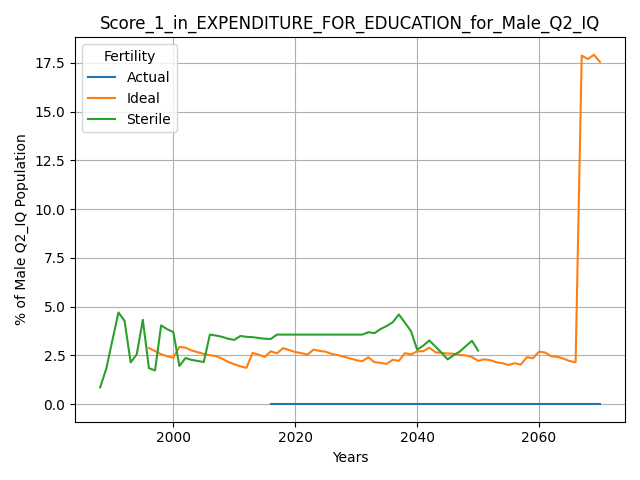 Score_1_in_EXPENDITURE_FOR_EDUCATION_for_Male_Q2_IQ
Fertility
Actual
Ideal
Sterile
17.5
15.0
12.5
10.0
7.5
5.0
2.5
0.0
% of Male Q2_IQ Population
2000 2020 2040 2060
Years